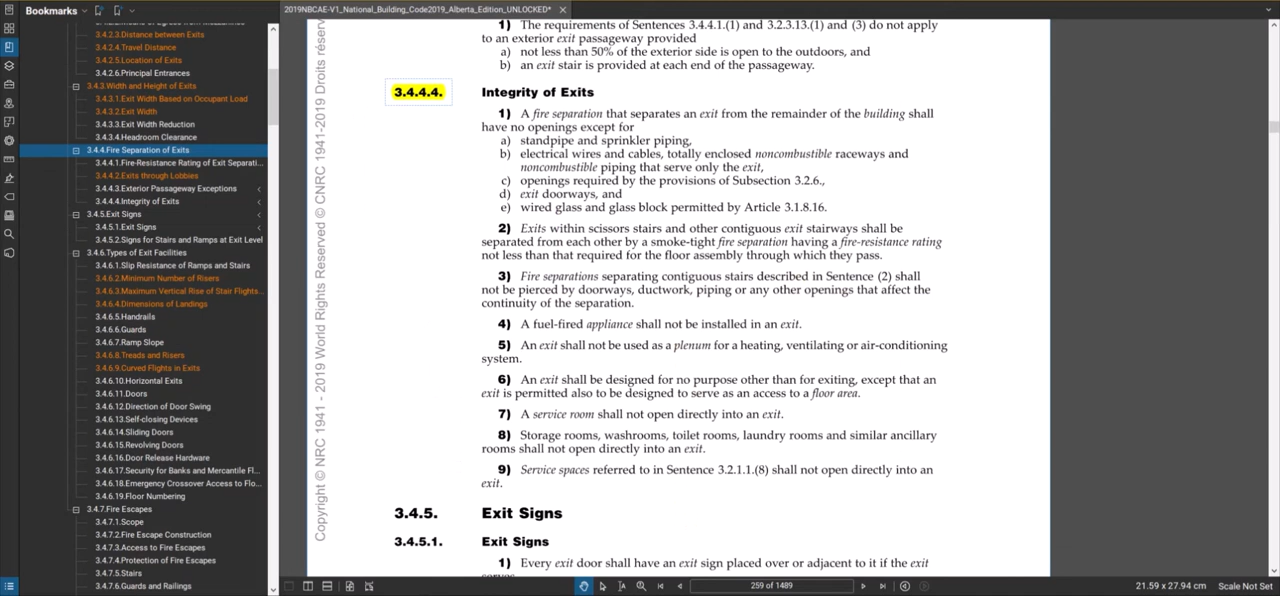 Bookmarks
2019NBCAE-V1_National_Building_Code2019_Alberta_Edition_UNLOCKED*
3.4.2.3.Distance between Exits
3.4.2.4.Travel Distance
3.4.2.5.Location of Exits
3.4.2.6.Principal Entrances
3.4.3.Width and Height of Exits
3.4.3.1.Exit Width Based on Occupant Load
3.4.3.2.Exit Width
3.4.3.3.Exit Width Reduction
3.4.3.4.Headroom Clearance
3.4.4.Fire Separation of Exits
3.4.4.1.Fire-Resistance Rating of Exit Separati...
3.4.4.2.Exits through Lobbies
3.4.4.3.Exterior Passageway Exceptions
3.4.4.4.Integrity of Exits
3.4.5.Exit Signs
3.4.5.1.Exit Signs
3.4.5.2.Signs for Stairs and Ramps at Exit Level
3.4.6.Types of Exit Facilities
3.4.6.1.Slip Resistance of Ramps and Stairs
3.4.6.2.Minimum Number of Risers
3.4.6.3.Maximum Vertical Rise of Stair Flights...
3.4.6.4.Dimensions of Landings
3.4.6.5.Handrails
3.4.6.6.Guards
3.4.6.7.Ramp Slope
3.4.6.8.Treads and Risers
3.4.6.9.Curved Flights in Exits
3.4.6.10.Horizontal Exits
3.4.6.11.Doors
3.4.6.12.Direction of Door Swing
3.4.6.13.Self-closing Devices
3.4.6.14.Sliding Doors
3.4.6.15.Revolving Doors
3.4.6.16.Door Release Hardware
3.4.6.17.Security for Banks and Mercantile Fl...
3.4.6.18.Emergency Crossover Access to Flo...
3.4.6.19.Floor Numbering
3.4.7.Fire Escapes
3.4.7.1.Scope
3.4.7.2.Fire Escape Construction
3.4.7.3.Access to Fire Escapes
3.4.7.4.Protection of Fire Escapes
3.4.7.5.Stairs
3.4.7.6.Guards and Railings
Copyright © NRC 1941 - 2019 World Rights Reserved © CNRC 1941-2019 Droits réserv
1) The requirements of Sentences 3.4.4.1.(1) and 3.2.3.13.(1) and (3) do not apply
to an exterior exit passageway provided
a) not less than 50% of the exterior side is open to the outdoors, and
b) an exit stair is provided at each end of the passageway.
3.4.4.4. Integrity of Exits
1) A fire separation that separates an exit from the remainder of the building shall
have no openings except for
a) standpipe and sprinkler piping,
b) electrical wires and cables, totally enclosed noncombustible raceways and
noncombustible piping that serve only the exit,
c) openings required by the provisions of Subsection 3.2.6.,
d) exit doorways, and
e) wired glass and glass block permitted by Article 3.1.8.16.
2) Exits within scissors stairs and other contiguous exit stairways shall be
separated from each other by a smoke-tight fire separation having a fire-resistance rating
not less than that required for the floor assembly through which they pass.
3) Fire separations separating contiguous stairs described in Sentence (2) shall
not be pierced by doorways, ductwork, piping or any other openings that affect the
continuity of the separation.
4) A fuel-fired appliance shall not be installed in an exit.
5) An exit shall not be used as a plenum for a heating, ventilating or air-conditioning
system.
6) An exit shall be designed for no purpose other than for exiting, except that an
exit is permitted also to be designed to serve as an access to a floor area.
7) A service room shall not open directly into an exit.
8) Storage rooms, washrooms, toilet rooms, laundry rooms and similar ancillary
rooms shall not open directly into an exit.
9) Service spaces referred to in Sentence 3.2.1.1.(8) shall not open directly into an
exit.
3.4.5. Exit Signs
3.4.5.1. Exit Signs
1) Every exit door shall have an exit sign placed over or adjacent to it if the exit
259 of 1489
21.59 x 27.94 cm
Scale Not Set